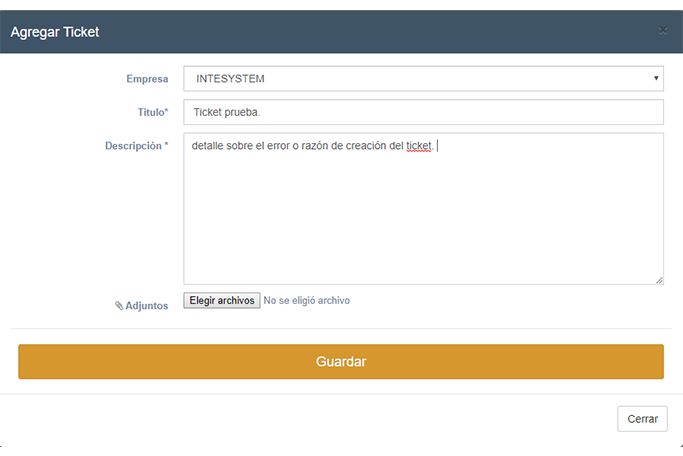 Agregar Ticket
×
Empresa
INTESYSTEM
Titulo*
Ticket prueba.
Descripción *
detalle sobre el error o razón de creación del ticket.
Adjuntos
Elegir archivos No se eligió archivo
Guardar
Cerrar